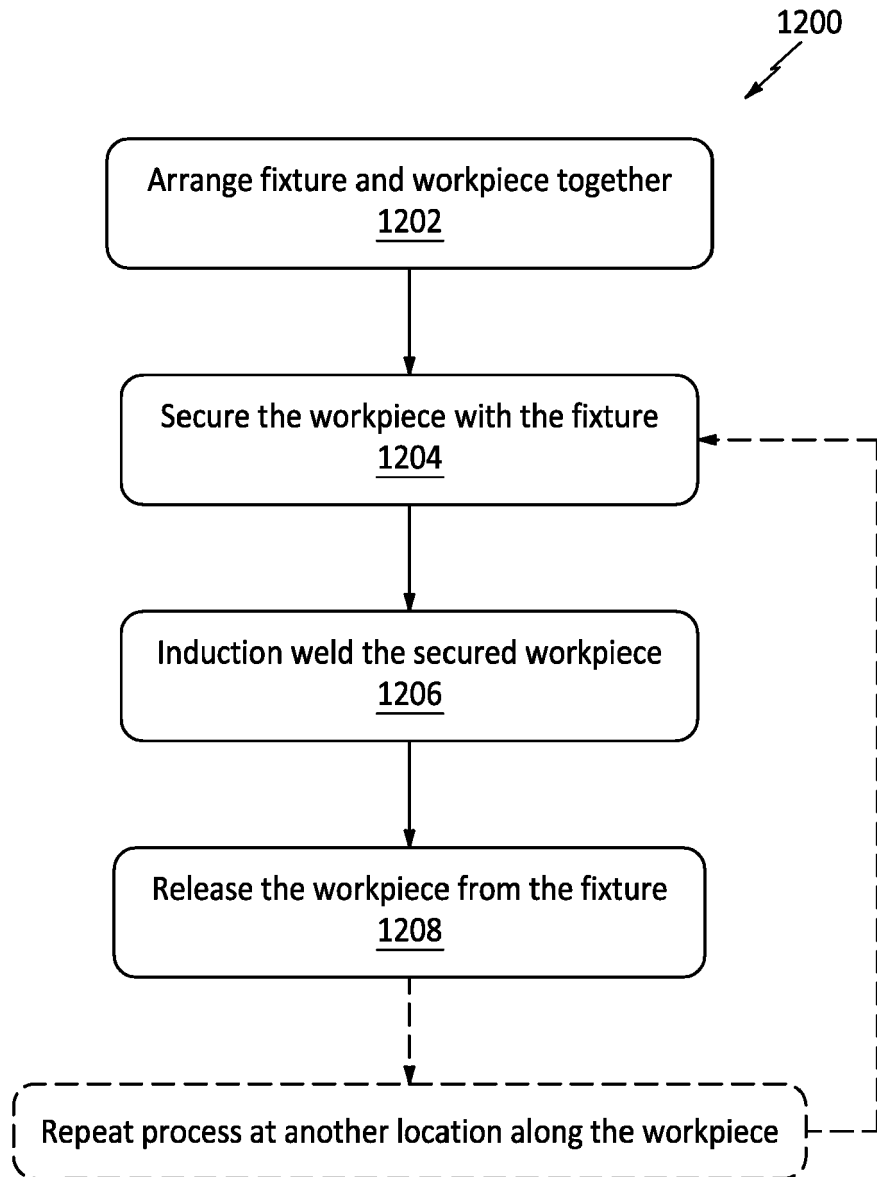 1200
Arrange fixture and workpiece together
1202
Secure the workpiece with the fixture
1204
Induction weld the secured workpiece
1206
Release the workpiece from the fixture
1208
Repeat process at another location along the workpiece